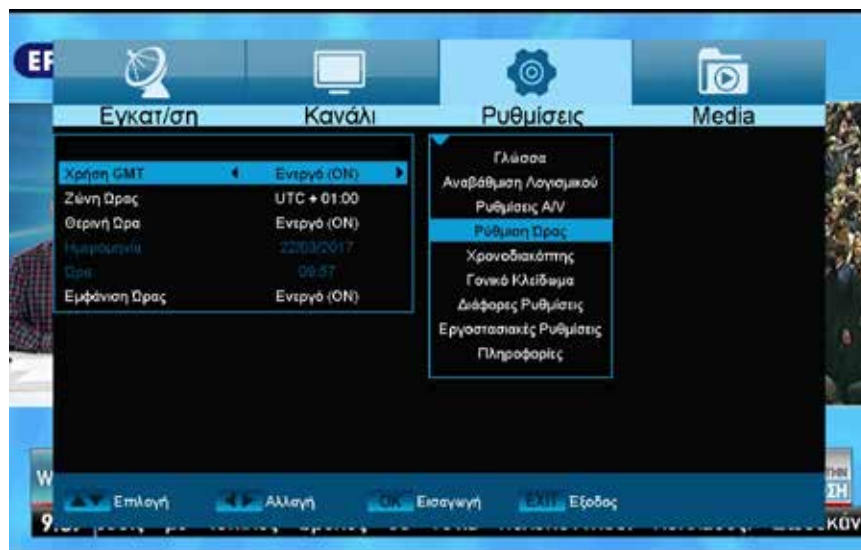 Εγκατ/ση
Κανάλι
Ρυθμίσεις
Media
Χρήση GMT Ενεργό (ON)
Ζώνη Ώρας UTC + 01:00
Θερινή Ώρα Ενεργό (ON)
Ημερομηνία 22/03/2017
Ώρα 09:57
Εμφάνιση Ώρας Ενεργό (ON)
Γλώσσα
Αναβάθμιση Λογισμικού
Ρυθμίσεις A/V
Ρύθμιση Ώρας
Χρονοδιακόπτης
Γονικό Κλείδωμα
Διάφορες Ρυθμίσεις
Εργοστασιακές Ρυθμίσεις
Πληροφορίες
Επιλογή
Αλλαγή
OK Εισαγωγή
EXIT Έξοδος